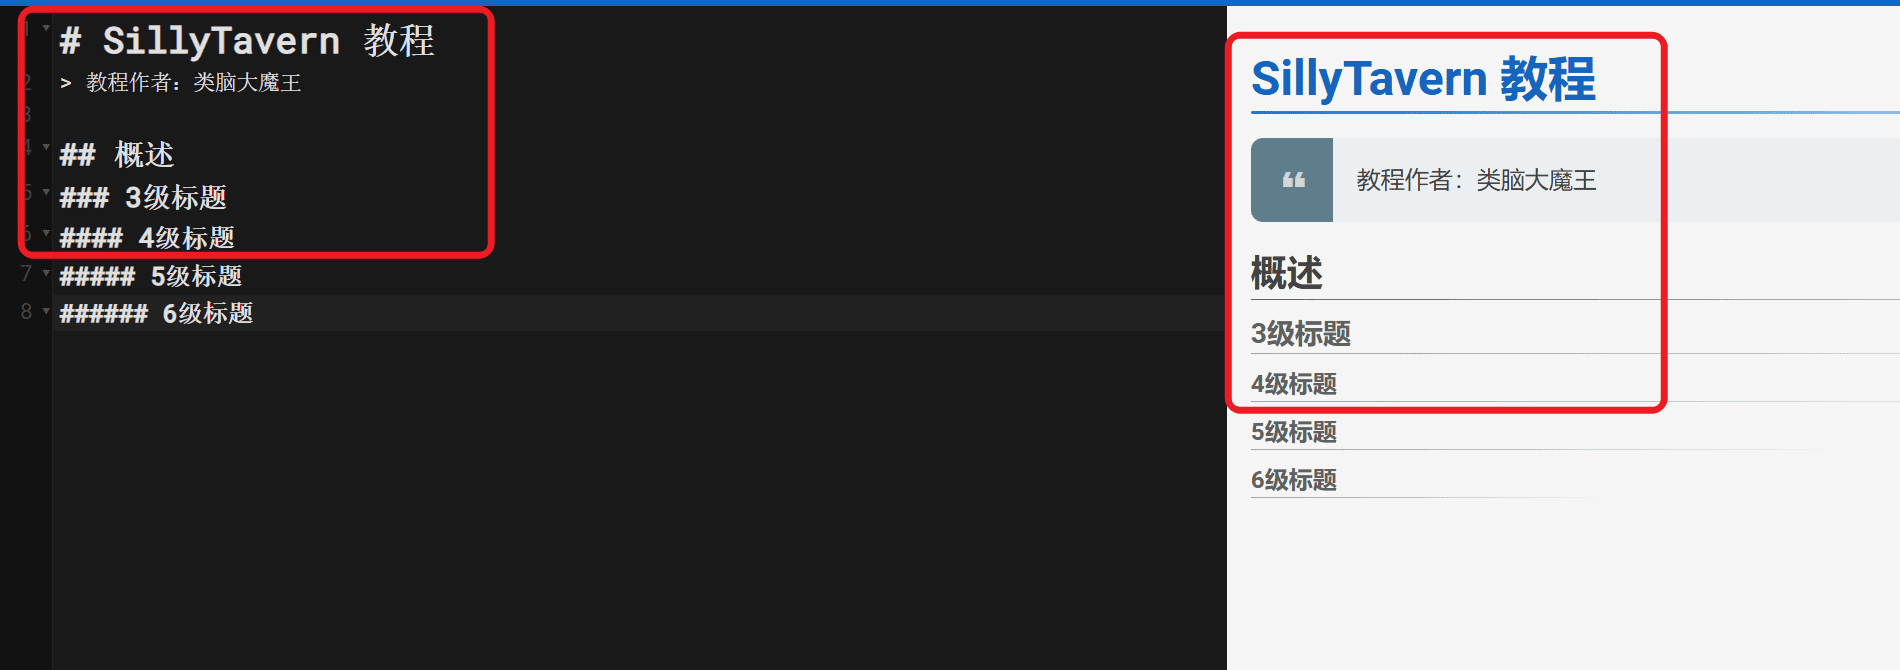 1 # SillyTavern 教程
2 > 教程作者：类脑大魔王
3
4 ## 概述
5 ### 3级标题
6 #### 4级标题
7 ##### 5级标题
8 ###### 6级标题
SillyTavern 教程
❝ 教程作者：类脑大魔王
概述
3级标题
4级标题
5级标题
6级标题